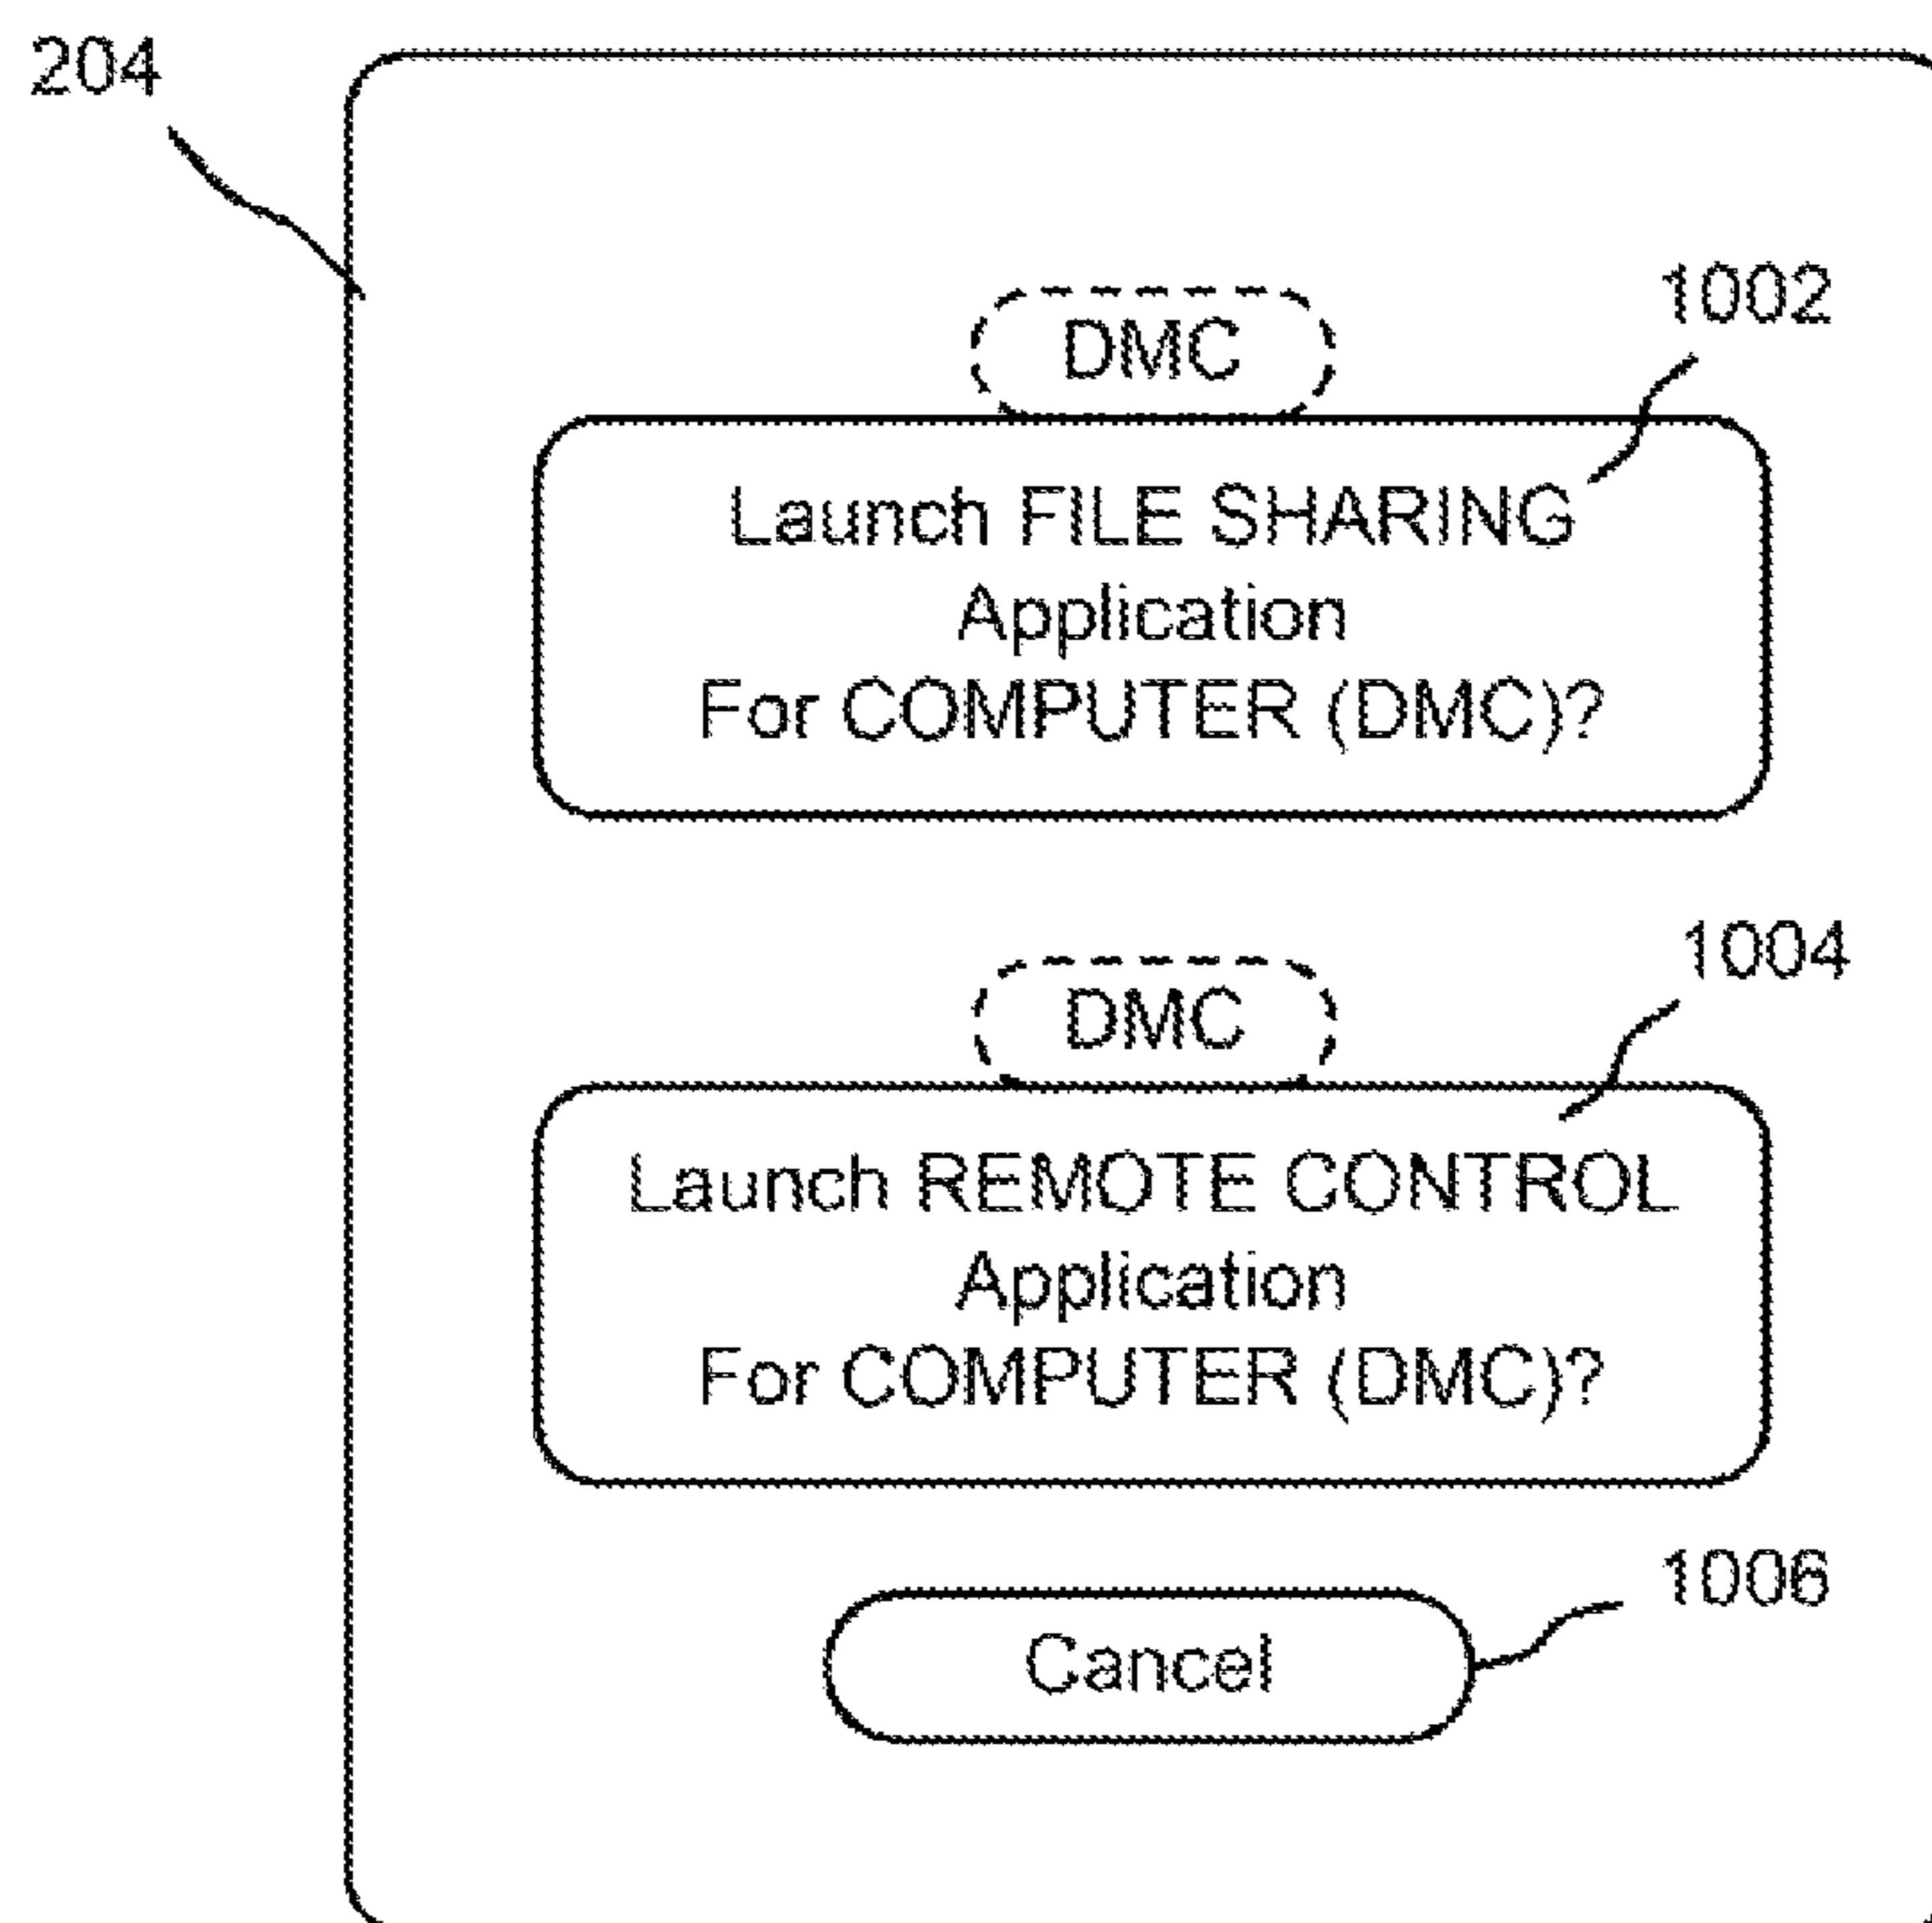 204
1002
DMC
Launch FILE SHARING
Application
For COMPUTER (DMC)?
1004
DMC
Launch REMOTE CONTROL
Application
For COMPUTER (DMC)?
1006
Cancel